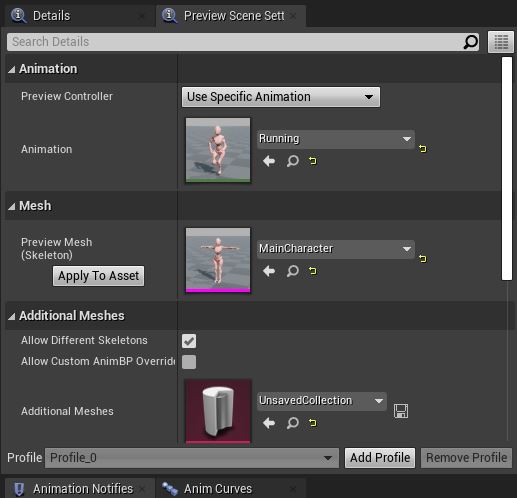 Details
Preview Scene Sett
Search Details
Animation
Preview Controller
Use Specific Animation
Animation
Running
Mesh
Preview Mesh
(Skeleton)
Apply To Asset
MainCharacter
Additional Meshes
Allow Different Skeletons
Allow Custom AnimBP Override
Additional Meshes
UnsavedCollection
Profile
Profile_0
Add Profile
Remove Profile
Animation Notifies
Anim Curves